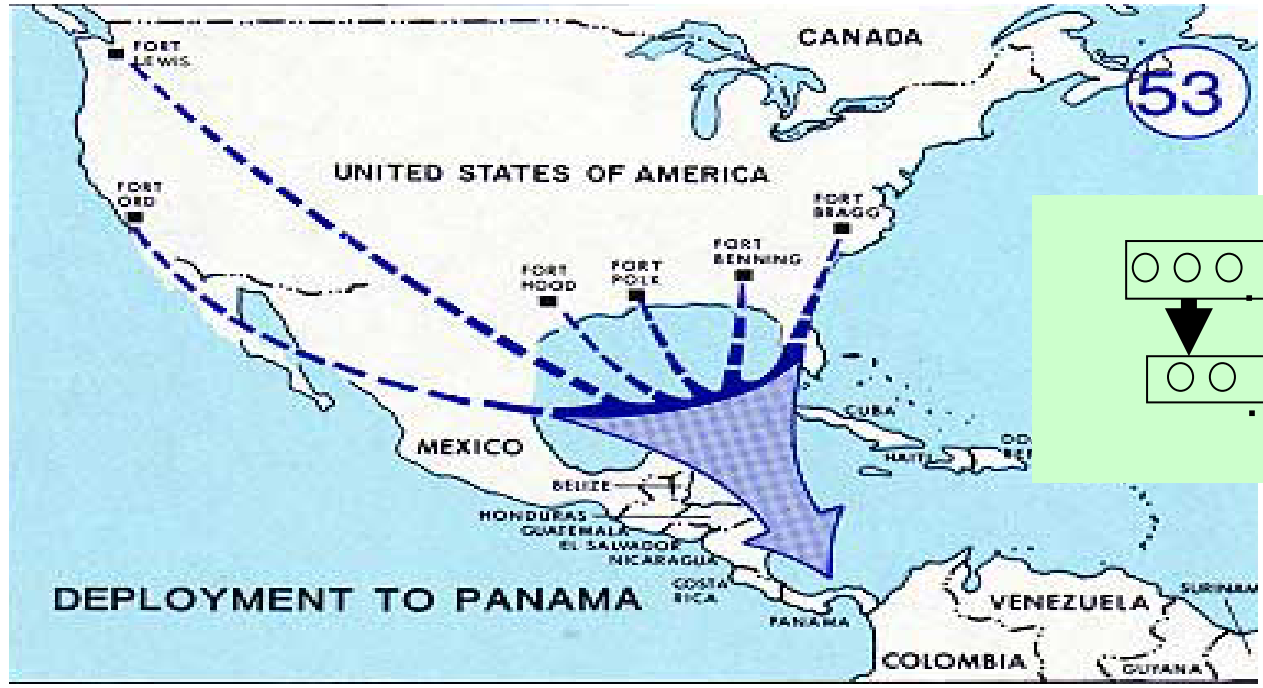 CANADA
FORT
LEWIS
53
UNITED STATES OF AMERICA
FORT
ORD
FORT
BRAGG
FORT
BENNING
FORT
HOOD
FORT
POLK
CUBA
HAITI
MEXICO
BELIZE
HONDURAS
GUATEMALA
EL SALVADOR
NICARAGUA
COSTA
RICA
DEPLOYMENT TO PANAMA
PANAMA
VENEZUELA
COLOMBIA
GUYANA